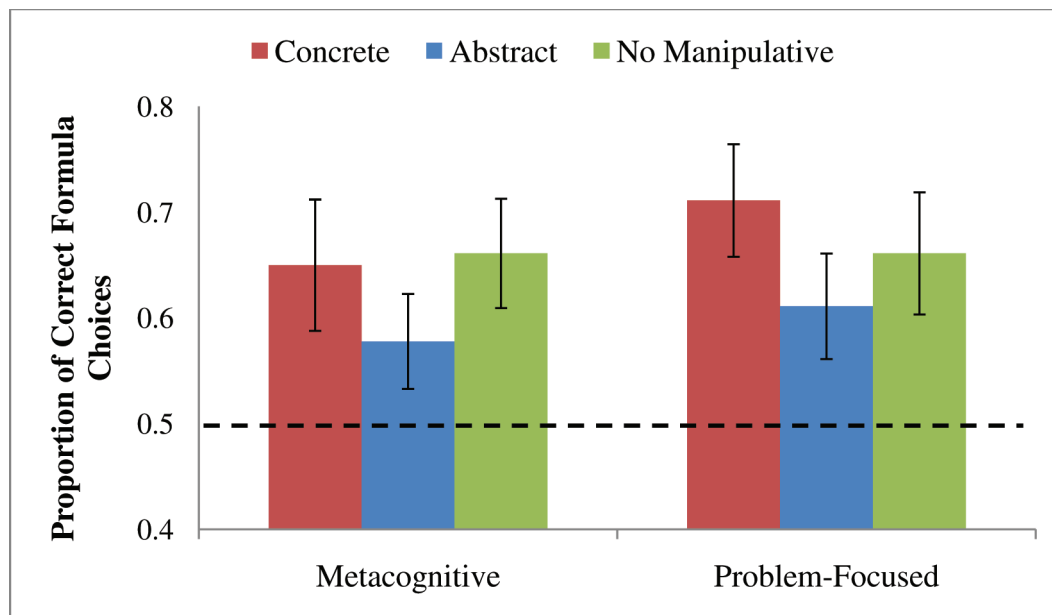 Concrete Abstract No Manipulative
Proportion of Correct Formula
Choices
0.8
0.7
0.6
0.5
0.4
Metacognitive Problem-Focused